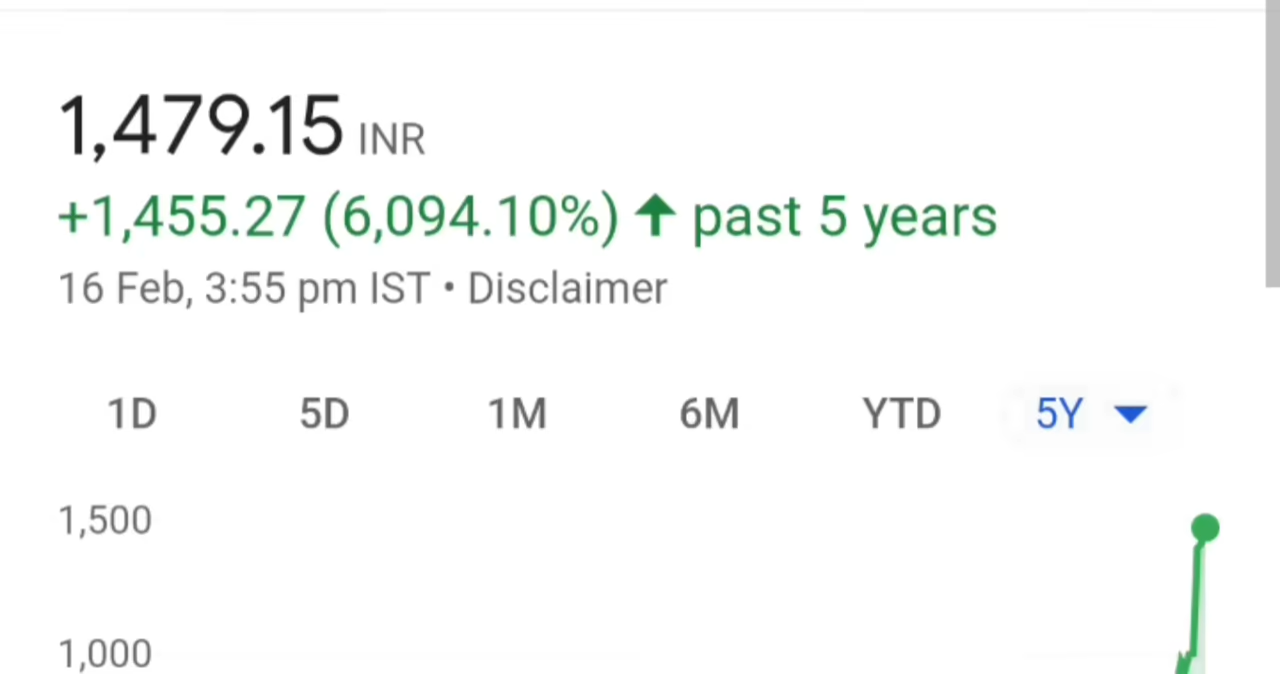 1,479.15 INR
+1,455.27 (6,094.10%) ↑ past 5 years
16 Feb, 3:55 pm IST • Disclaimer
1D 5D 1M 6M YTD 5Y
1,500
1,000